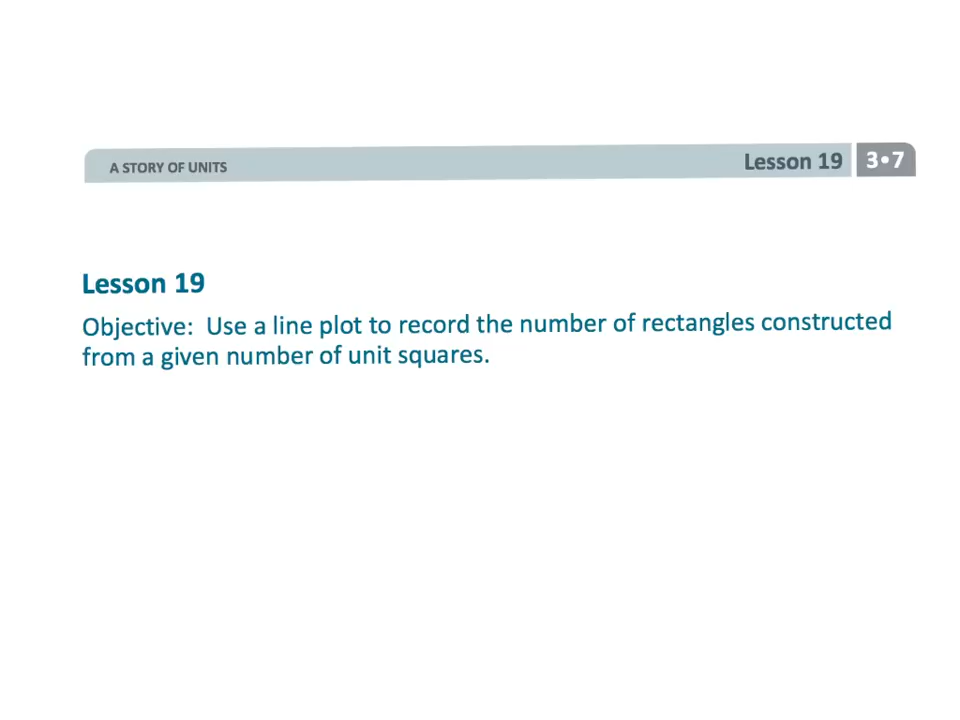 A STORY OF UNITS
Lesson 19
3•7
Lesson 19
Objective: Use a line plot to record the number of rectangles constructed
from a given number of unit squares.